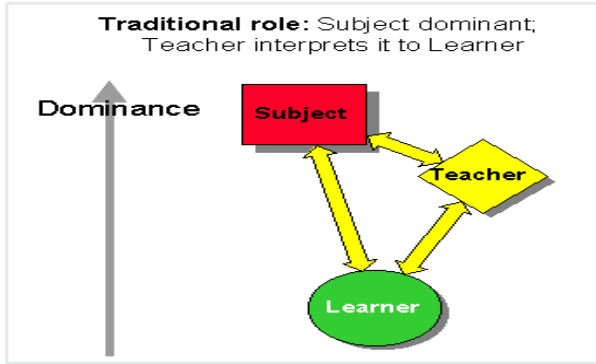 Traditional role: Subject dominant;
Teacher interprets it to Learner
Dominance
Subject
Teacher
Learner